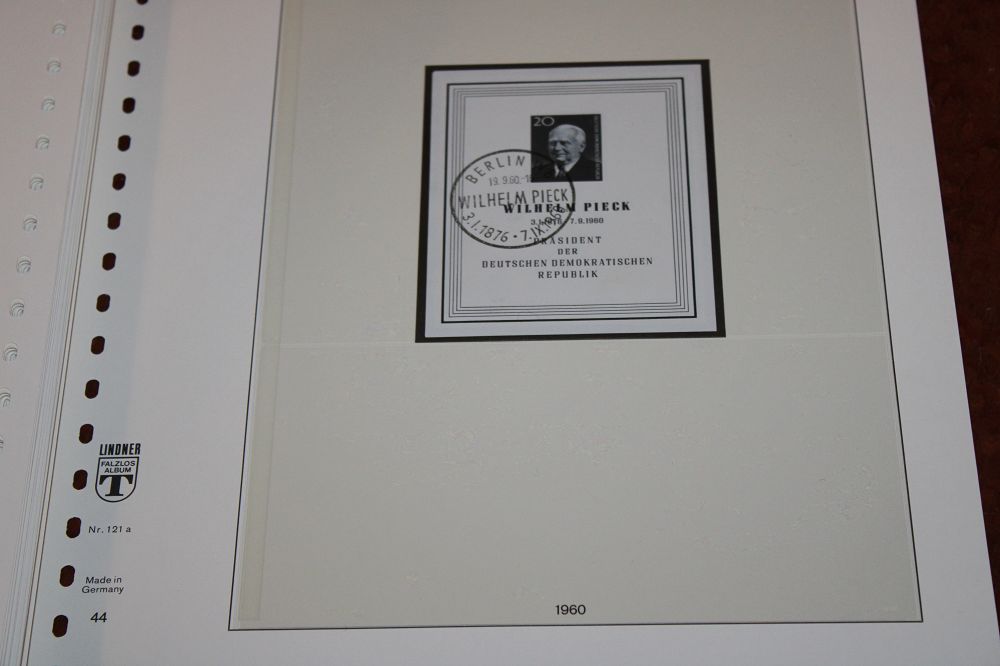 20
BERLIN
19.9.60.-1
WILHELM PIECK
3.I.1876 · 7.IX.1960
WILHELM PIECK
3.1.1876 · 7.9.1960
PRÄSIDENT
DER
DEUTSCHEN DEMOKRATISCHEN
REPUBLIK
LINDNER
FALZLOS
ALBUM
T
Nr. 121 a
Made in
Germany
44
1960